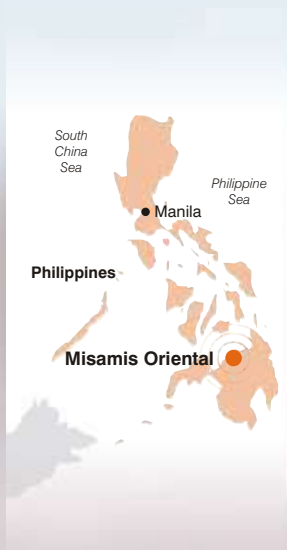 South
China
Sea
Philippine
Sea
Manila
Philippines
Misamis Oriental